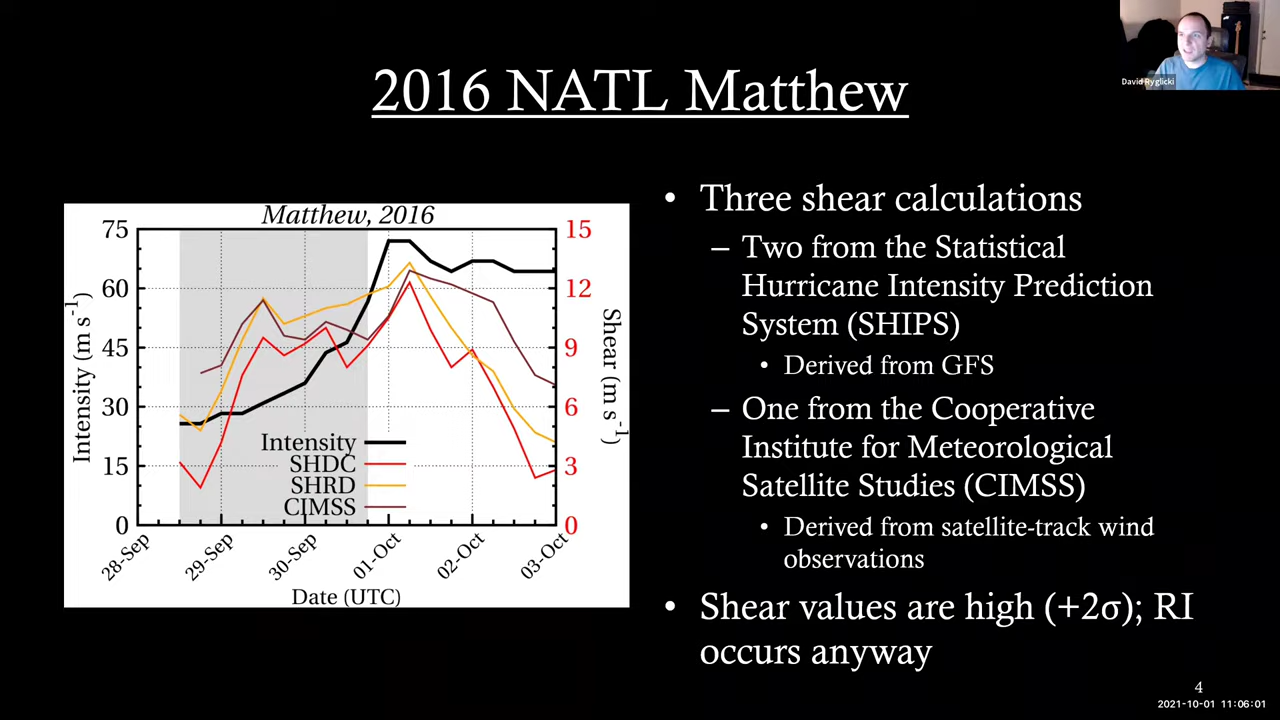 David Ryglicki
2016 NATL Matthew
Matthew, 2016
75
60
45
30
15
0
Intensity (m s-1)
15
12
9
6
3
0
Shear (m s-1)
Intensity
SHDC
SHRD
CIMSS
28-Sep
29-Sep
30-Sep
01-Oct
02-Oct
03-Oct
Date (UTC)
• Three shear calculations
– Two from the Statistical
Hurricane Intensity Prediction
System (SHIPS)
• Derived from GFS
– One from the Cooperative
Institute for Meteorological
Satellite Studies (CIMSS)
• Derived from satellite-track wind
observations
• Shear values are high (+2σ); RI
occurs anyway
4
2021-10-01 11:06:01